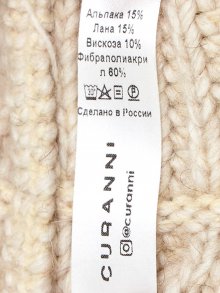 Альпака 15%
Лана 15%
Вискоза 10%
Фибраполиакри
л 60%
Сделано в России
CURANNI
@curanni